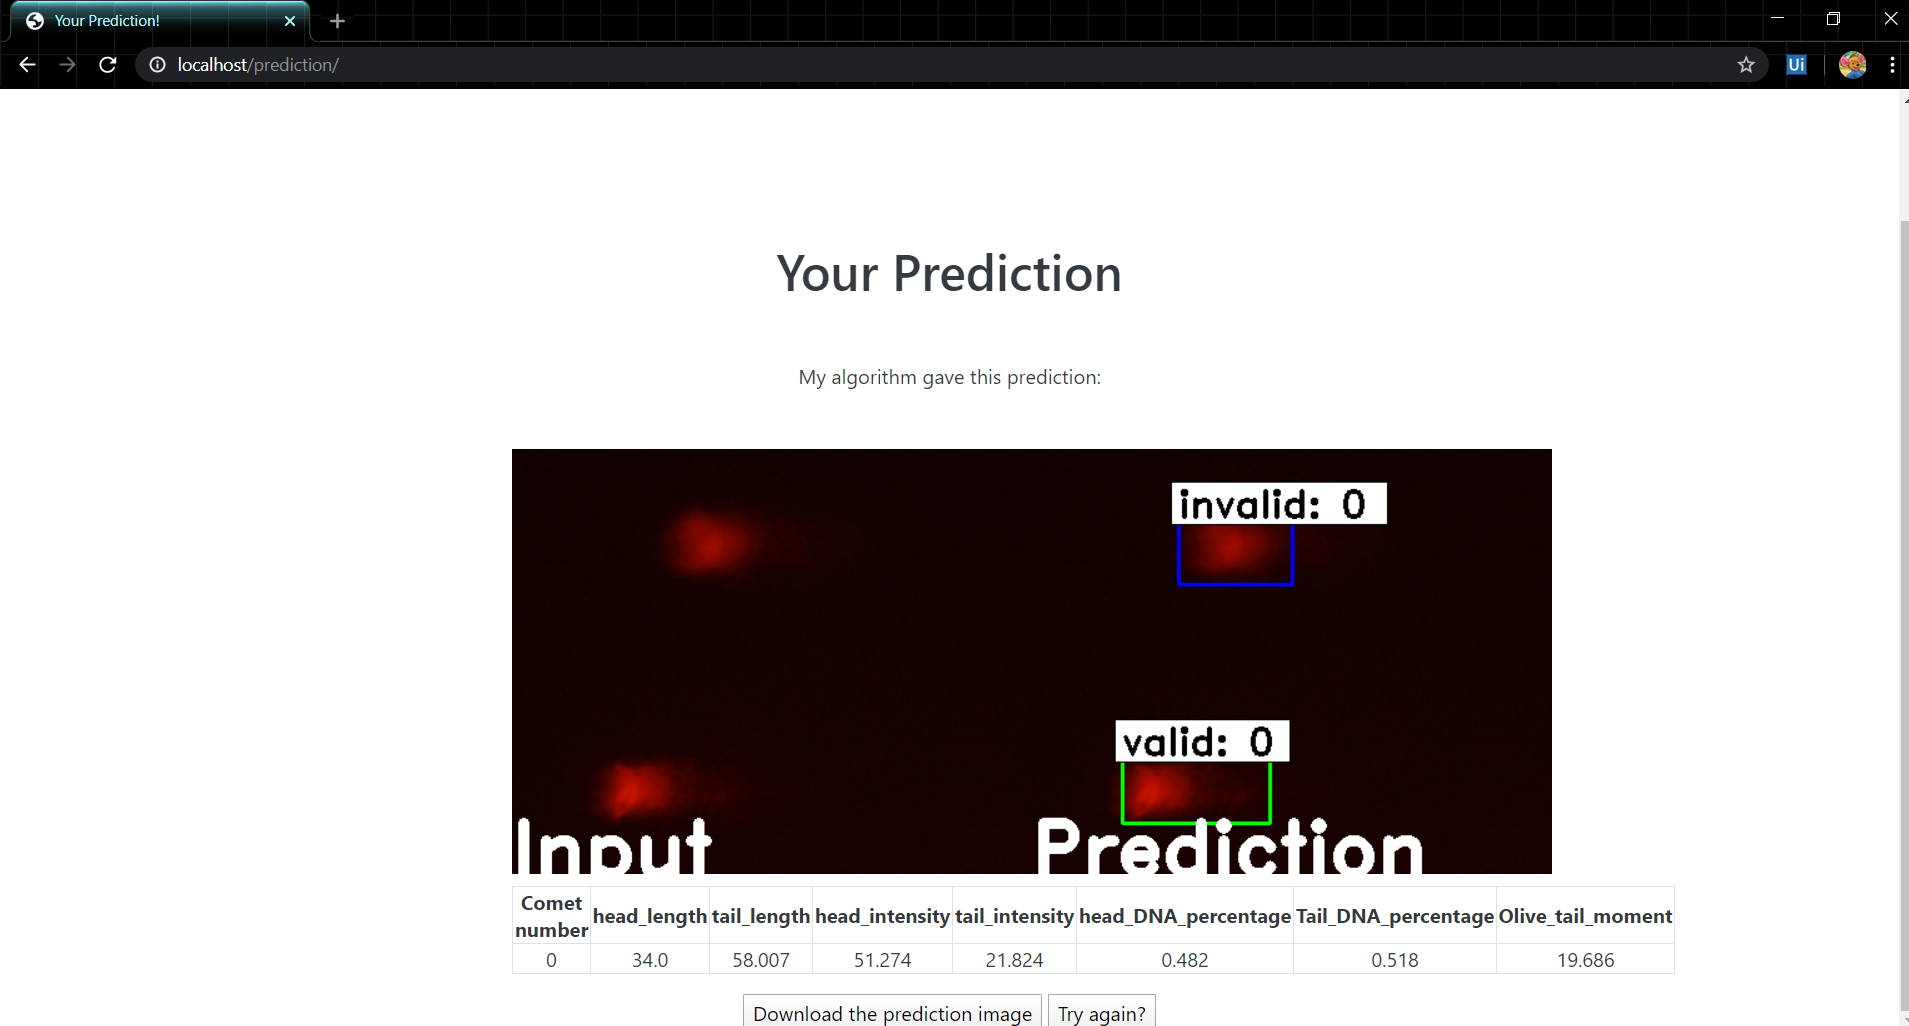 Your Prediction!
localhost/prediction/
Ui
Your Prediction
My algorithm gave this prediction:
invalid: 0
valid: 0
Input Prediction
Comet number head_length tail_length head_intensity tail_intensity head_DNA_percentage Tail_DNA_percentage Olive_tail_moment
0 34.0 58.007 51.274 21.824 0.482 0.518 19.686
Download the prediction image Try again?